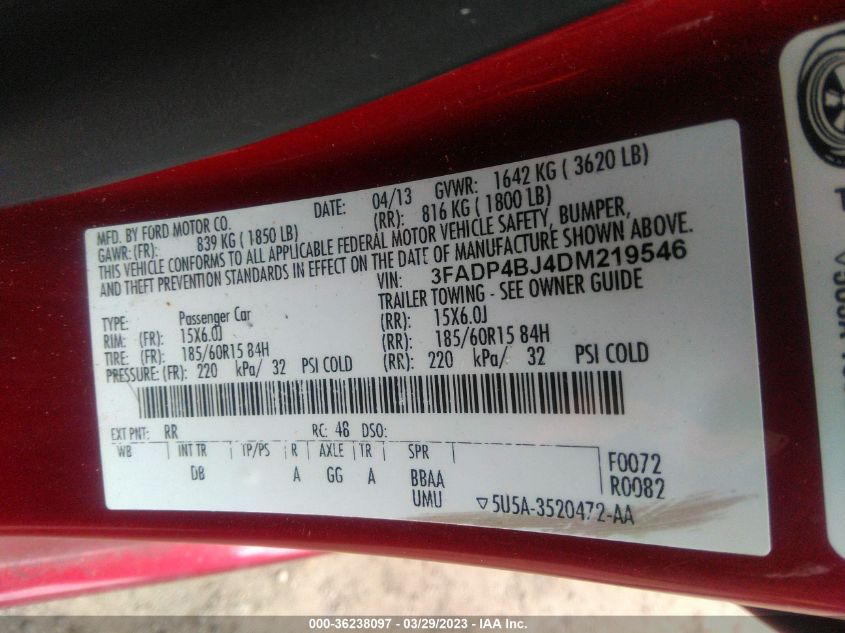 MFD. BY FORD MOTOR CO. DATE: 04/13 GVWR: 1642 KG ( 3620 LB)
GAWR: (FR): 839 KG ( 1850 LB) (RR): 816 KG ( 1800 LB)
THIS VEHICLE CONFORMS TO ALL APPLICABLE FEDERAL MOTOR VEHICLE SAFETY, BUMPER,
AND THEFT PREVENTION STANDARDS IN EFFECT ON THE DATE OF MANUFACTURE SHOWN ABOVE.
VIN: 3FADP4BJ4DM219546
TYPE: Passenger Car TRAILER TOWING - SEE OWNER GUIDE
RIM: (FR): 15X6.0J (RR): 15X6.0J
TIRE: (FR): 185/60R15 84H (RR): 185/60R15 84H
PRESSURE: (FR): 220 kPa/ 32 PSI COLD (RR): 220 kPa/ 32 PSI COLD
EXT PNT: RR RC: 48 DSO:
WB INT TR TP/PS R AXLE TR SPR
DB A GG A BBAA F0072
UMU R0082
▽5U5A-3520472-AA
000-36238097 - 03/29/2023 - IAA Inc.